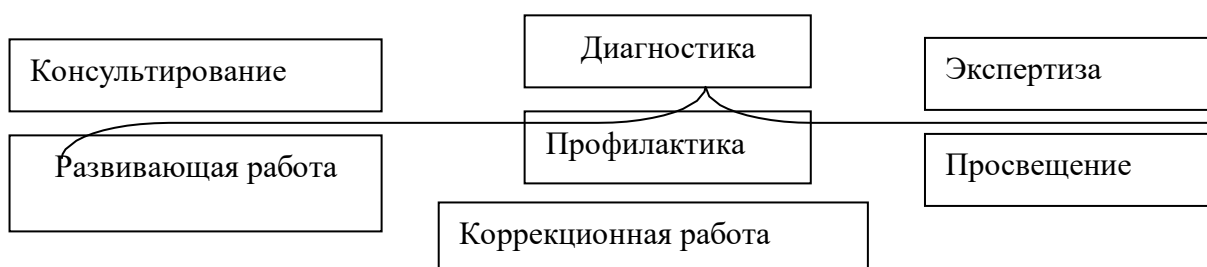 Диагностика
Консультирование
Экспертиза
Профилактика
Развивающая работа
Просвещение
Коррекционная работа